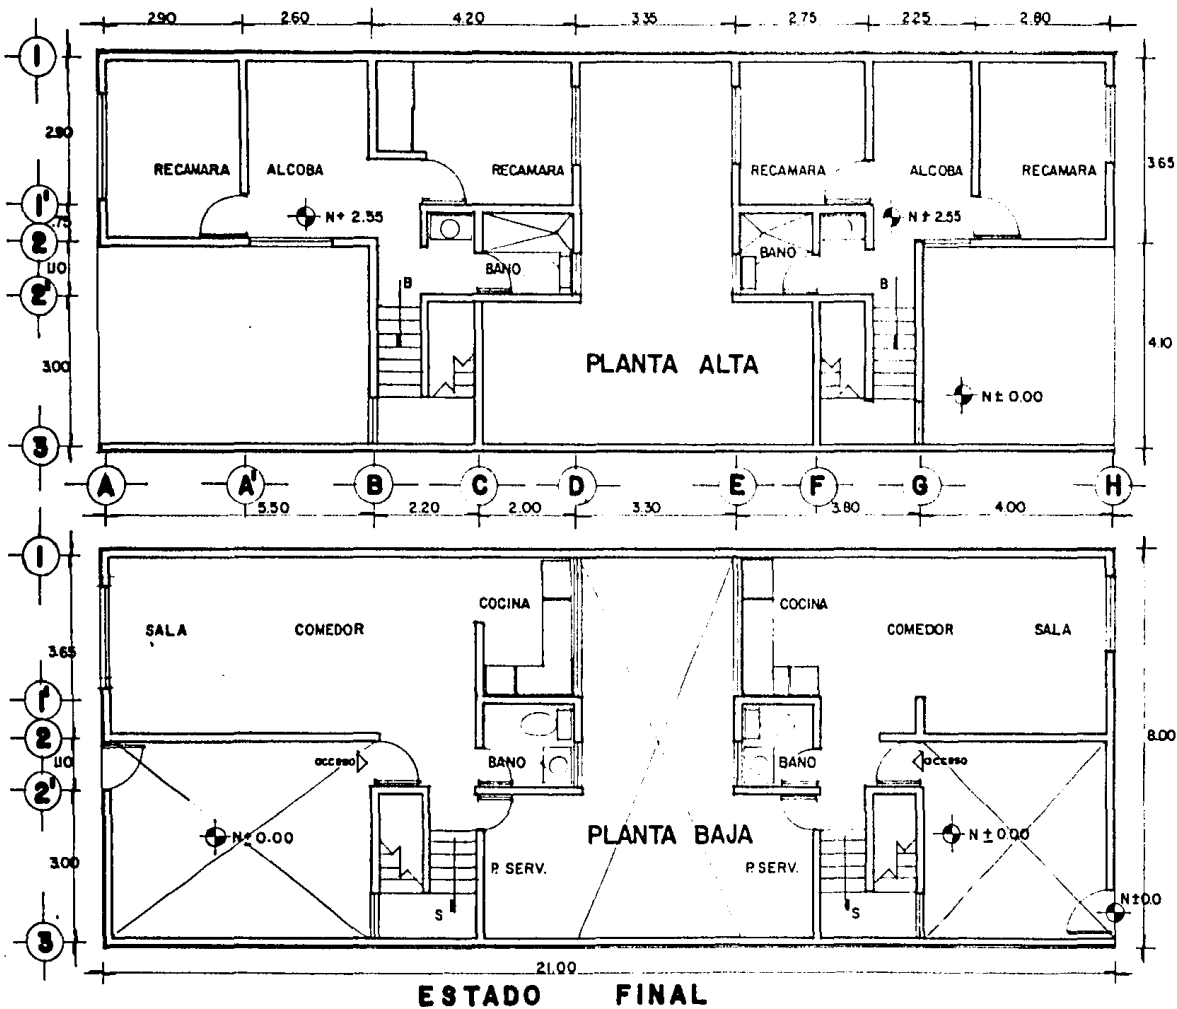 2.90 2.60 4.20 3.35 2.75 2.25 2.80
1
2.90
3.65
RECAMARA ALCOBA RECAMARA RECAMARA ALCOBA RECAMARA
1'
N+ 2.55 N± 2.55
.75
2
BAÑO BAÑO
1.10
2'
B B
3.00 PLANTA ALTA 4.10
N± 0.00
3
A A' B C D E F G H
5.50 2.20 2.00 3.30 3.80 4.00
1
COCINA COCINA
SALA COMEDOR COMEDOR SALA
3.65
1'
2 8.00
1.10 acceso BAÑO BAÑO acceso
2'
N± 0.00 PLANTA BAJA N± 0.00
3.00 P. SERV. P. SERV.
N±0.0
S S
3
21.00
ESTADO FINAL